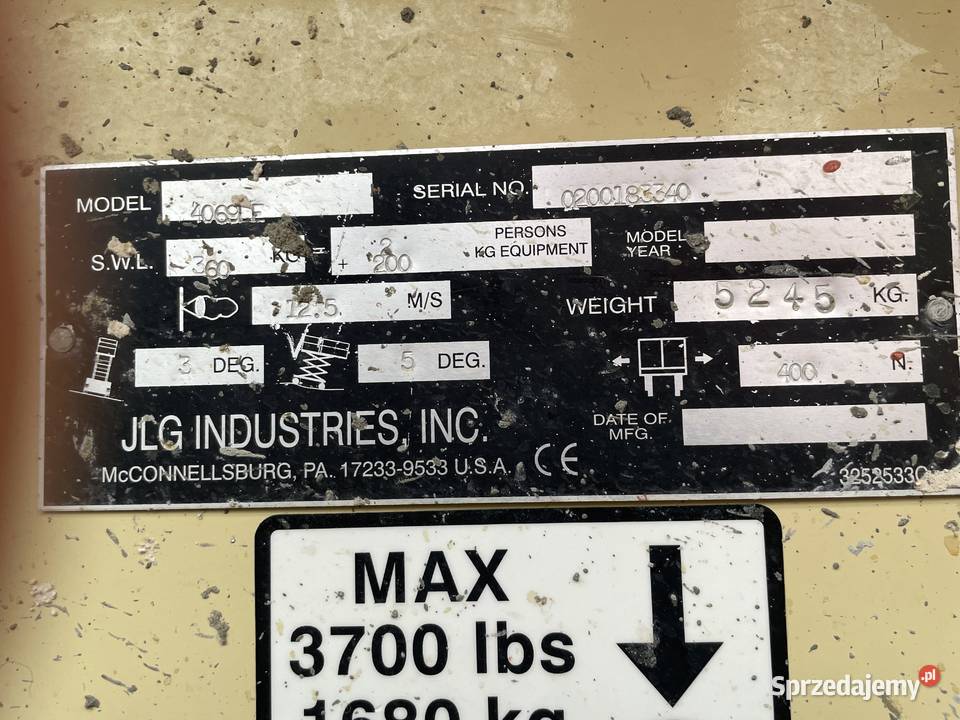 MODEL 4069LE SERIAL NO. 0200183340
S.W.L. 360 KG = 2 PERSONS + 200 KG EQUIPMENT MODEL YEAR
12.5 M/S WEIGHT 5245 KG.
3 DEG. 5 DEG. 400 N.
JLG INDUSTRIES, INC. DATE OF MFG.
McCONNELLSBURG, PA. 17233-9533 U.S.A. CE 3252533C
MAX
3700 lbs
1680 kg
Sprzedajemy.pl